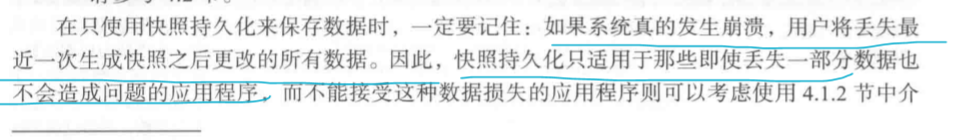 在只使用快照持久化来保存数据时，一定要记住：如果系统真的发生崩溃，用户将丢失最
近一次生成快照之后更改的所有数据。因此，快照持久化只适用于那些即使丢失一部分数据也
不会造成问题的应用程序，而不能接受这种数据损失的应用程序则可以考虑使用 4.1.2 节中介